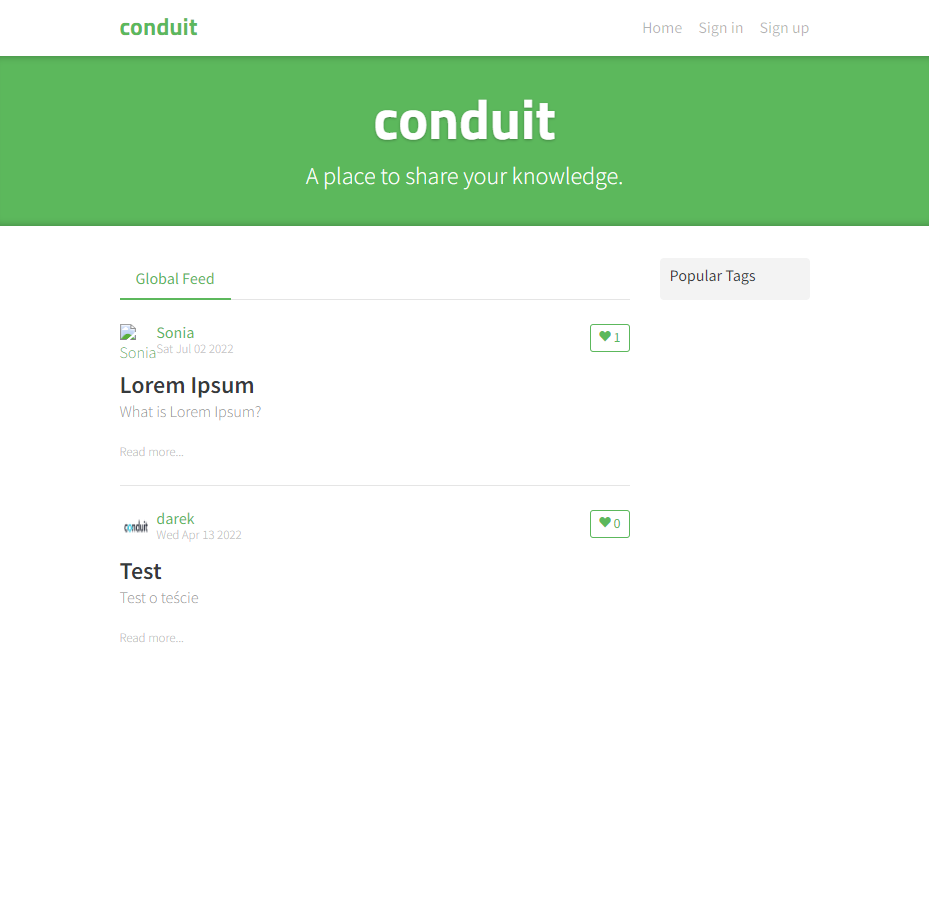 conduit
Home Sign in Sign up
conduit
A place to share your knowledge.
Global Feed
Popular Tags
Sonia
Sonia
Sat Jul 02 2022
1
Lorem Ipsum
What is Lorem Ipsum?
Read more...
conduit
darek
Wed Apr 13 2022
0
Test
Test o teście
Read more...